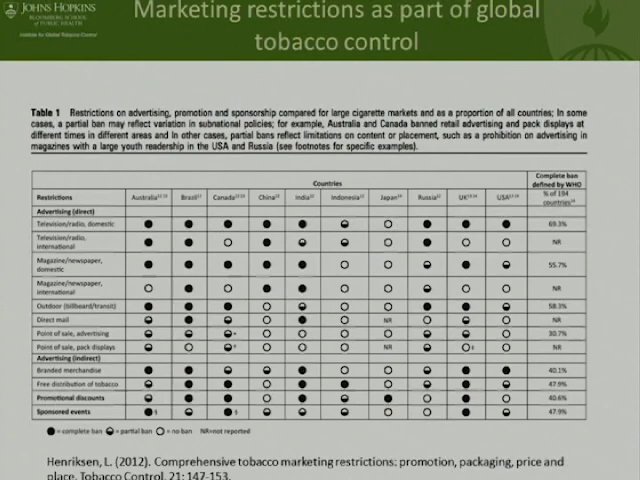 JOHNS HOPKINS
BLOOMBERG SCHOOL
of PUBLIC HEALTH
Institute for Global Tobacco Control
Marketing restrictions as part of global
tobacco control
Table 1 Restrictions on advertising, promotion and sponsorship compared for large cigarette markets and as a proportion of all countries; In some
cases, a partial ban may reflect variation in subnational policies; for example, Australia and Canada banned retail advertising and pack displays at
different times in different areas and in other cases, partial bans reflect limitations on content or placement, such as a prohibition on advertising in
magazines with a large youth readership in the USA and Russia (see footnotes for specific examples).
Countries
Complete ban
defined by WHO
Restrictions Australia Brazil Canada China India Indonesia Japan Russia UK USA % of 194
countries
Advertising (direct)
Television/radio, domestic ● ● ● ● ● ◒ ○ ● ● ● 69.3%
Television/radio,
international ● ● ○ ● ◒ ◒ ○ ● ○ ○ NR
Magazine/newspaper,
domestic ● ● ● ● ● ○ ○ ◒ ● ◒ 55.7%
Magazine/newspaper,
international ○ ● ○ ● ● ○ ○ ◒ ○ ○ NR
Outdoor (billboard/transit) ● ● ● ○ ◒ ○ ○ ● ● ◒ 58.3%
Direct mail ◒ ● ◒ ○ ● ○ NR ○ ◒ ○
Point of sale, advertising ◒ ◒ ◒ ○ ○ ○ ○ ◒ ◒ ○ 30.7%
Point of sale, pack displays ◒ ○ ◒ ○ ○ ○ NR ◒ ○ ○ NR
Advertising (indirect)
Branded merchandise ● ● ● ◒ ◒ ○ ○ ◒ ● ● 40.1%
Free distribution of tobacco ◒ ● ● ○ ● ● ○ ◒ ● ◒ 47.9%
Promotional discounts ◒ ● ● ○ ◒ ◒ ● ○ ● ○ 40.6%
Sponsored events ●§ ◒ ●§ ◒ ◒ ◒ ○ ○ ● ◒ 47.9%
●= complete ban ◒= partial ban ○= no ban NR=not reported
Henriksen, L. (2012). Comprehensive tobacco marketing restrictions: promotion, packaging, price and
place. Tobacco Control, 21: 147-153.